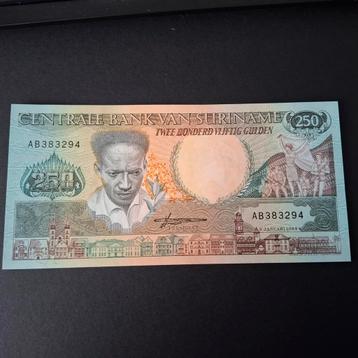 CENTRALE BANK VAN SURINAME
250
TWEE HONDERD VIJFTIG GULDEN
AB383294
250
AB383294